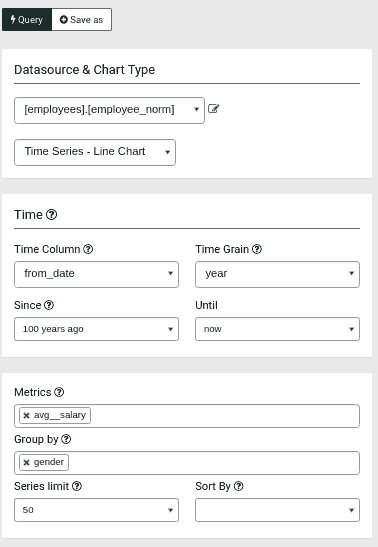 Query Save as
Datasource & Chart Type
[employees].[employee_norm]
Time Series - Line Chart
Time
Time Column Time Grain
from_date year
Since Until
100 years ago now
Metrics
avg__salary
Group by
gender
Series limit Sort By
50